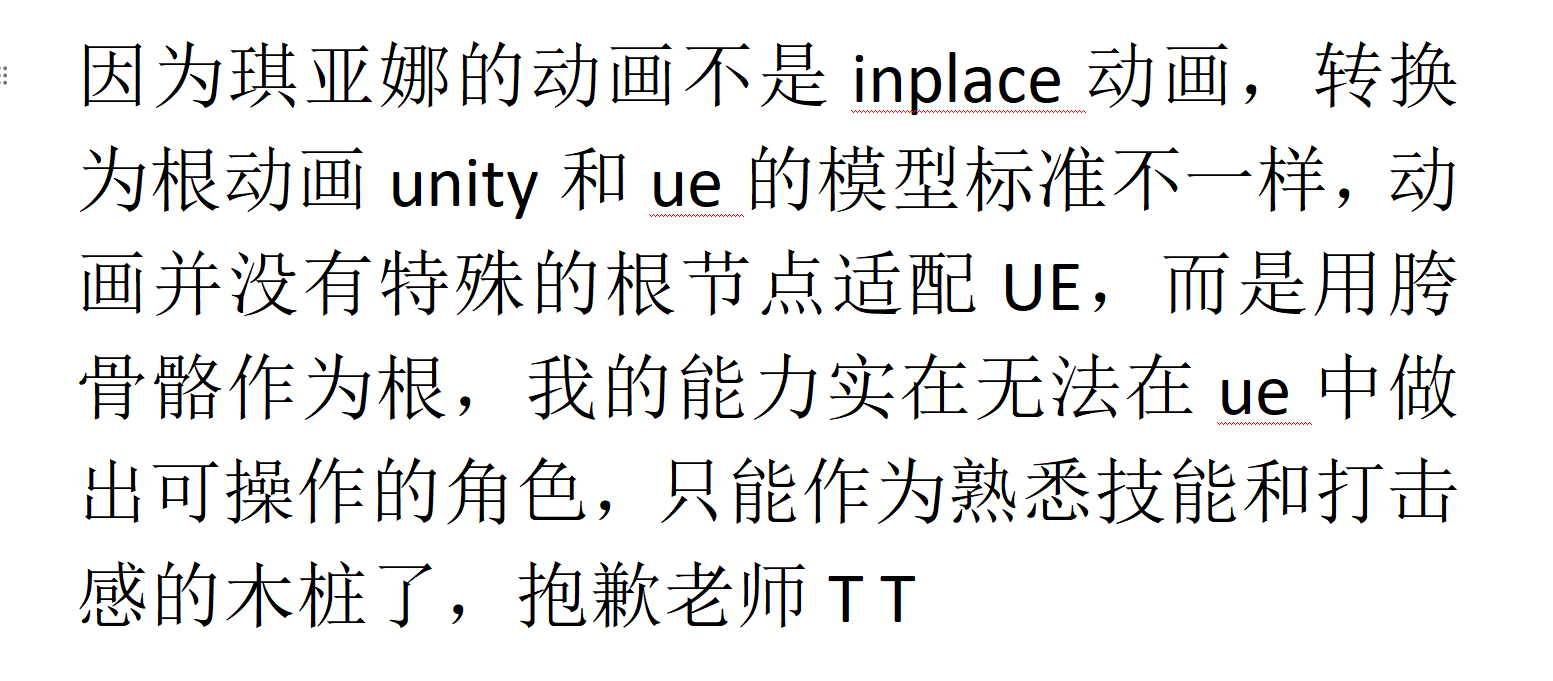 因为琪亚娜的动画不是 inplace 动画，转换
为根动画 unity 和 ue 的模型标准不一样，动
画并没有特殊的根节点适配 UE，而是用胯
骨骼作为根，我的能力实在无法在 ue 中做
出可操作的角色，只能作为熟悉技能和打击
感的木桩了，抱歉老师 T T